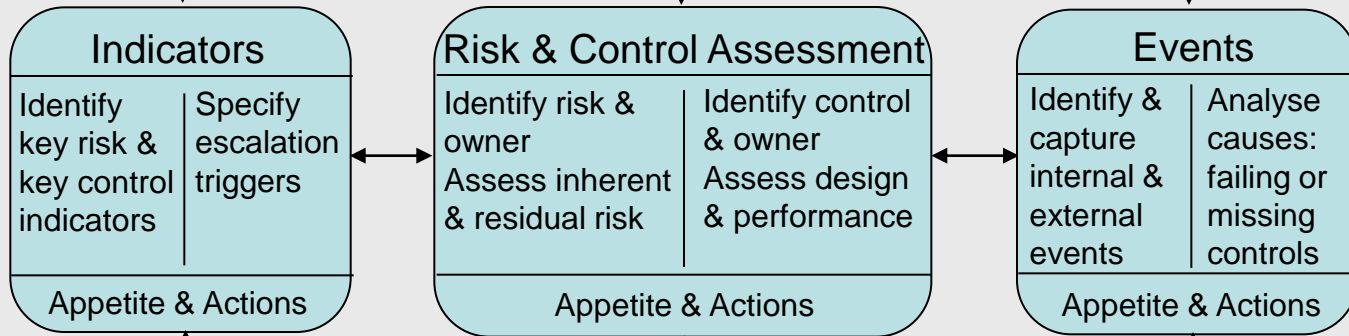 Indicators
Identify
key risk &
key control
indicators
Specify
escalation
triggers
Appetite & Actions
Risk & Control Assessment
Identify risk &
owner
Assess inherent
& residual risk
Identify control
& owner
Assess design
& performance
Appetite & Actions
Events
Identify &
capture
internal &
external
events
Analyse
causes:
failing or
missing
controls
Appetite & Actions